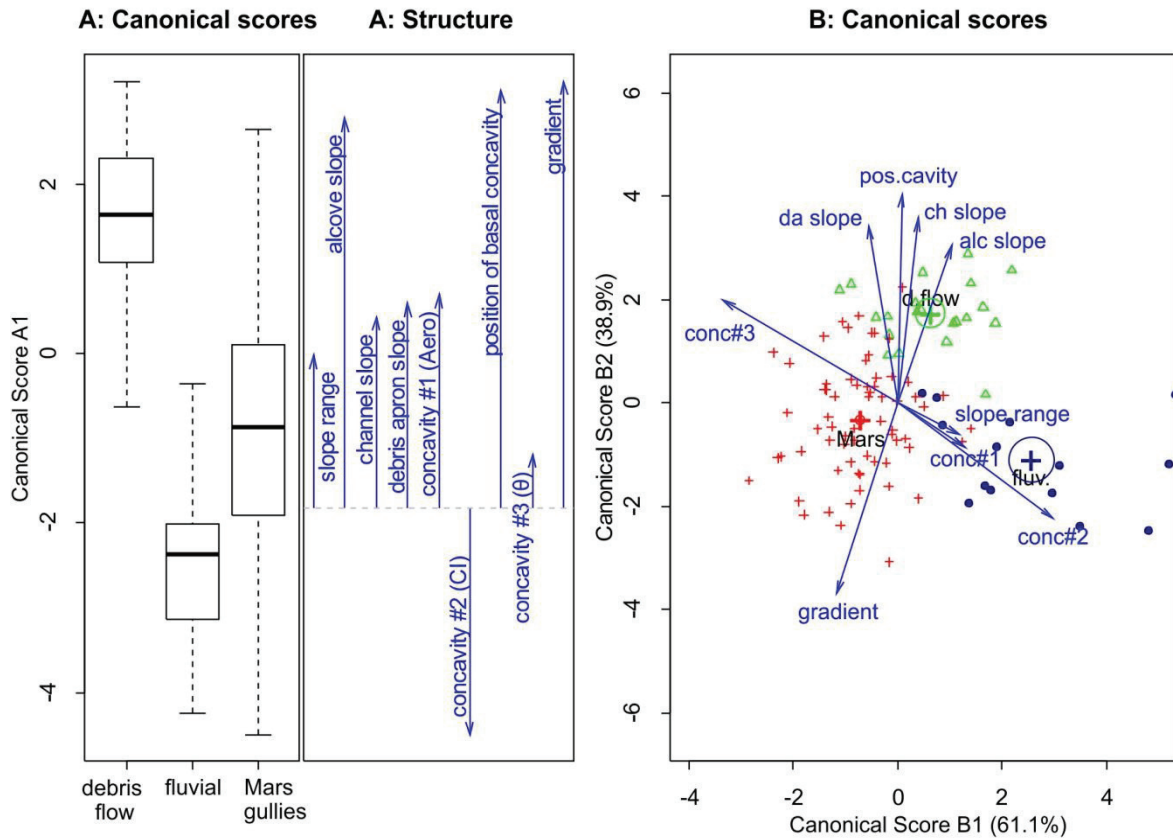 A: Canonical scores
A: Structure
B: Canonical scores
Canonical Score A1
2
0
-2
-4
debris
flow
fluvial
Mars
gullies
slope range
alcove slope
channel slope
debris apron slope
concavity #1 (Aero)
concavity #2 (CI)
position of basal concavity
concavity #3 (θ)
gradient
Canonical Score B2 (38.9%)
6
4
2
0
-2
-4
-6
pos.cavity
da slope
ch slope
alc slope
d.flow
conc#3
slope range
Mars
conc#1
fluv.
conc#2
gradient
-4
-2
0
2
4
Canonical Score B1 (61.1%)